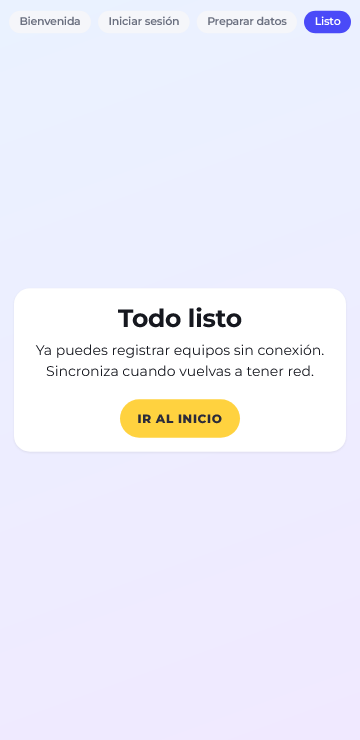 Bienvenida Iniciar sesión Preparar datos Listo
Todo listo
Ya puedes registrar equipos sin conexión.
Sincroniza cuando vuelvas a tener red.
IR AL INICIO